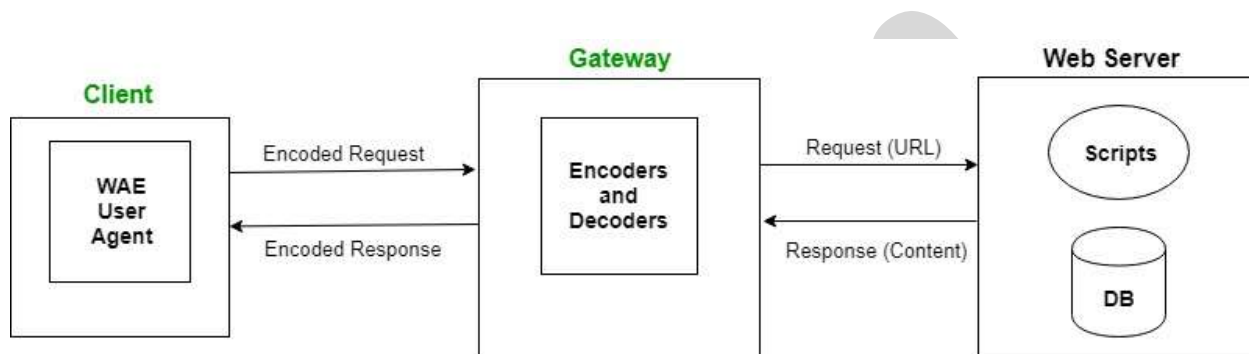 Client
WAE
User
Agent
Encoded Request
Encoded Response
Gateway
Encoders
and
Decoders
Request (URL)
Response (Content)
Web Server
Scripts
DB